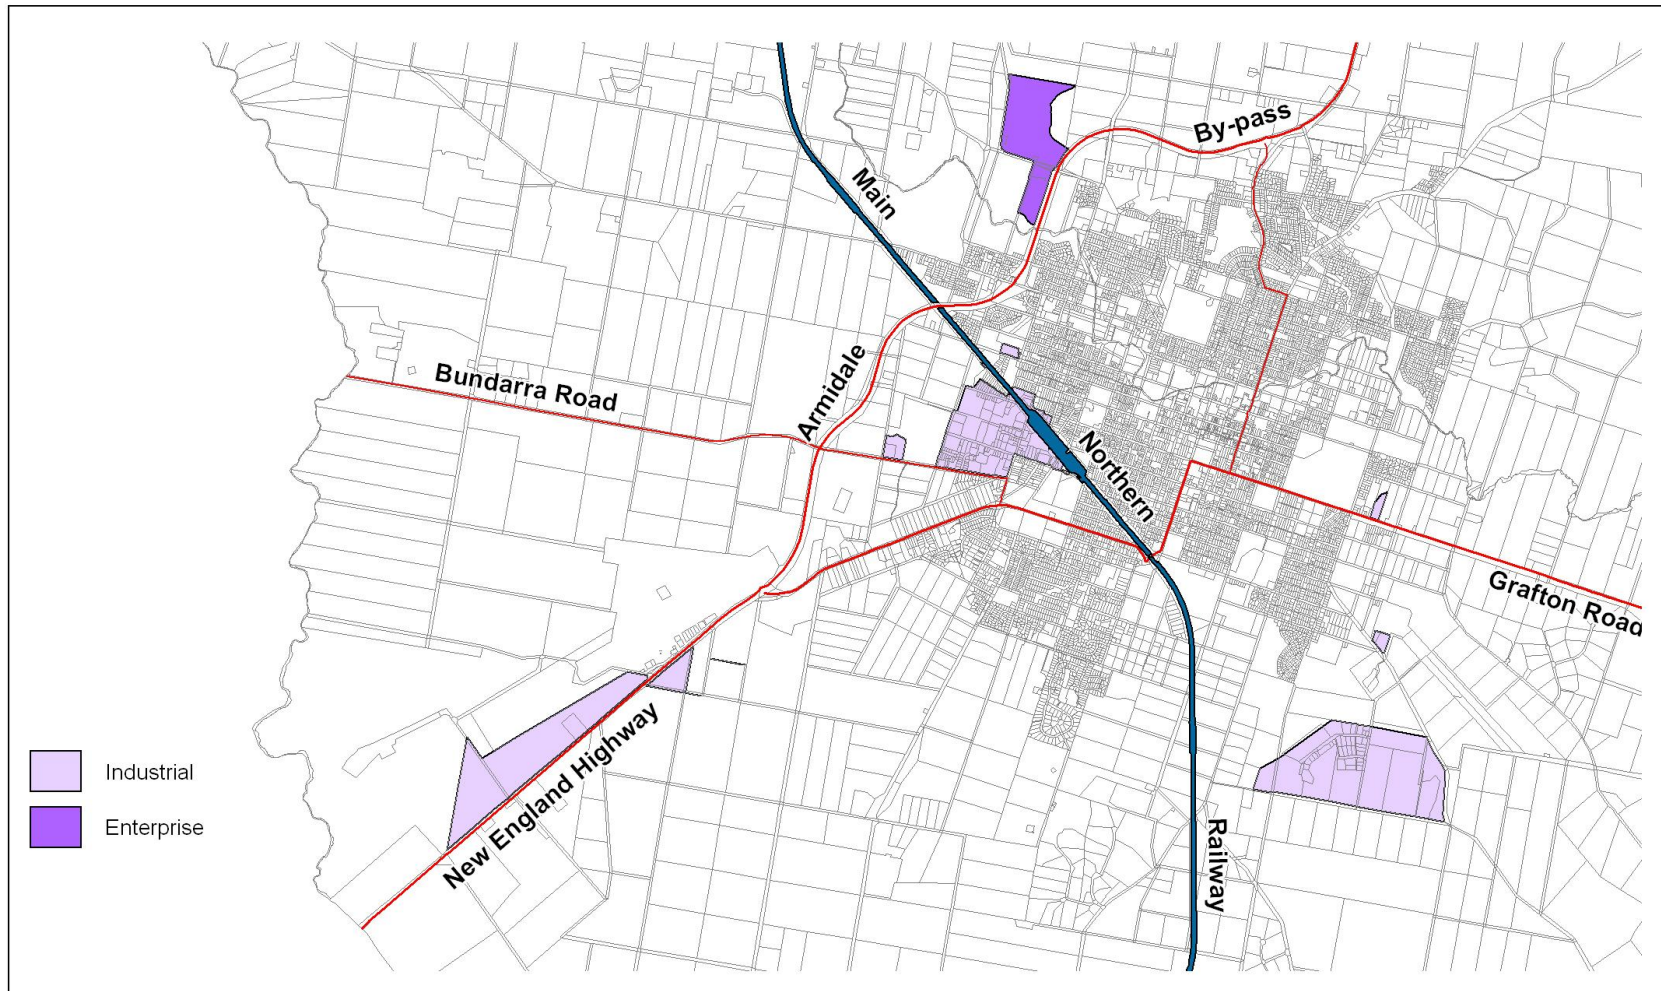 By-pass
Main
Armidale
Bundarra Road
Northern
Grafton Road
New England Highway
Railway
Industrial
Enterprise